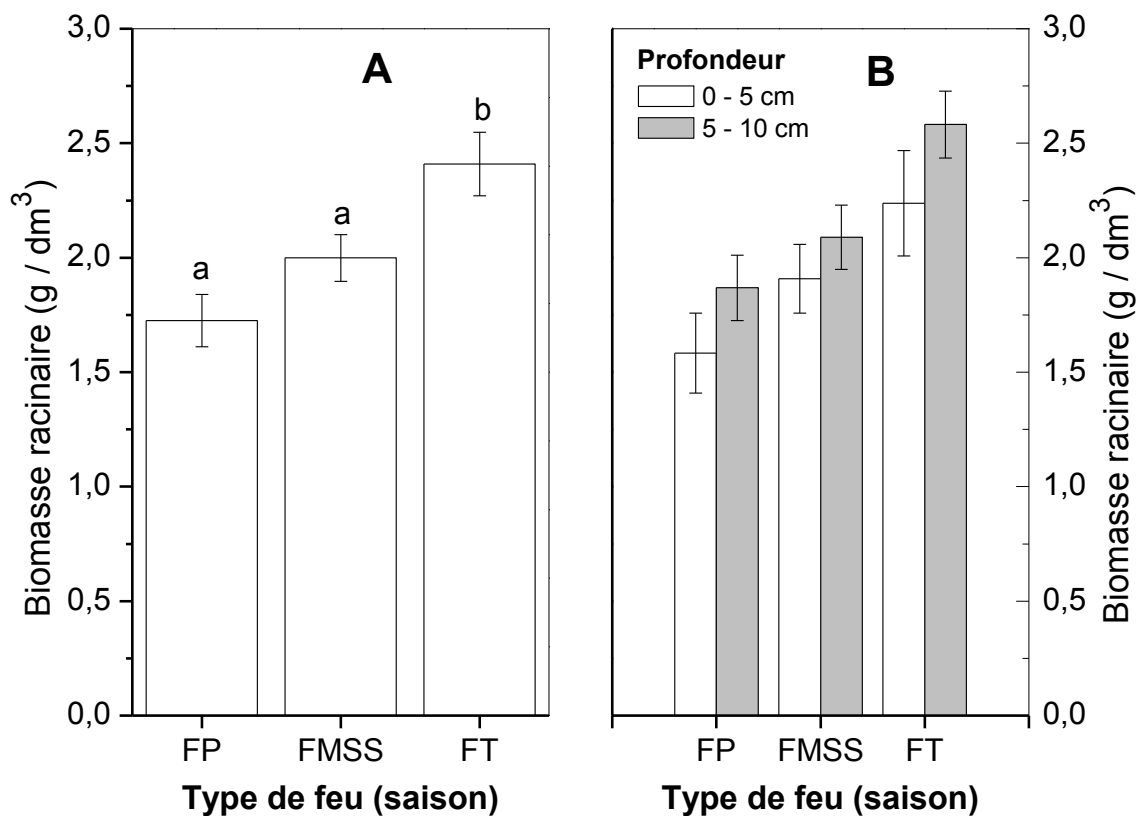 A
Biomasse racinaire (g / dm³)
3,0
2,5
2,0
1,5
1,0
0,5
0,0
a
a
b
FP
FMSS
FT
Type de feu (saison)
B
Profondeur
0 - 5 cm
5 - 10 cm
FP
FMSS
FT
Type de feu (saison)
3,0
2,5
2,0
1,5
1,0
0,5
0,0
Biomasse racinaire (g / dm³)